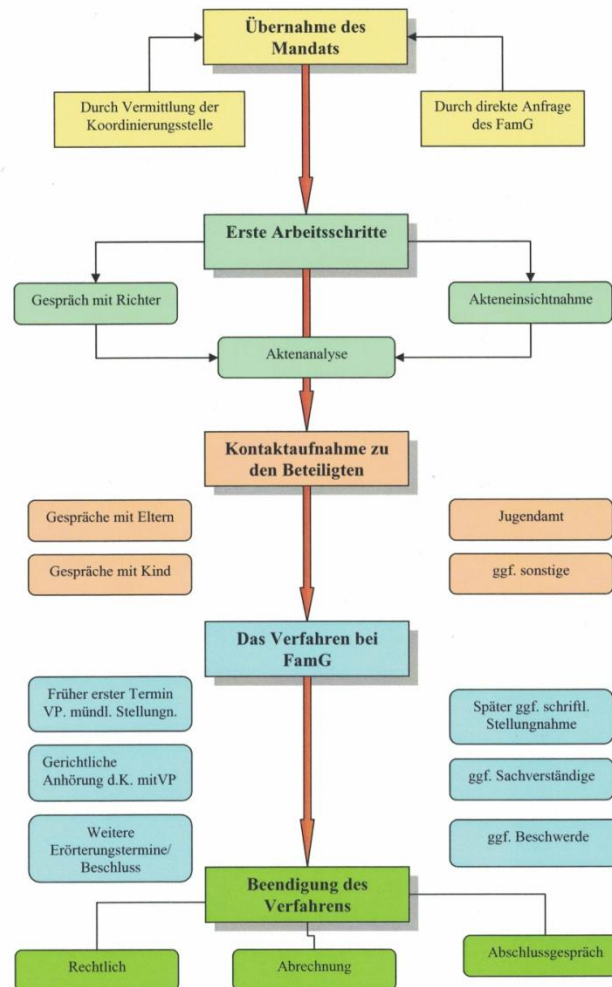 Übernahme des
Mandats
Durch Vermittlung der
Koordinierungsstelle
Durch direkte Anfrage
des FamG
Erste Arbeitsschritte
Gespräch mit Richter
Akteneinsichtnahme
Aktenanalyse
Kontaktaufnahme zu
den Beteiligten
Gespräche mit Eltern
Jugendamt
Gespräche mit Kind
ggf. sonstige
Das Verfahren bei
FamG
Früher erster Termin
VP. mündl. Stellungn.
Später ggf. schriftl.
Stellungnahme
Gerichtliche
Anhörung d.K. mitVP
ggf. Sachverständige
Weitere
Erörterungstermine/
Beschluss
ggf. Beschwerde
Beendigung des
Verfahrens
Rechtlich
Abrechnung
Abschlussgespräch